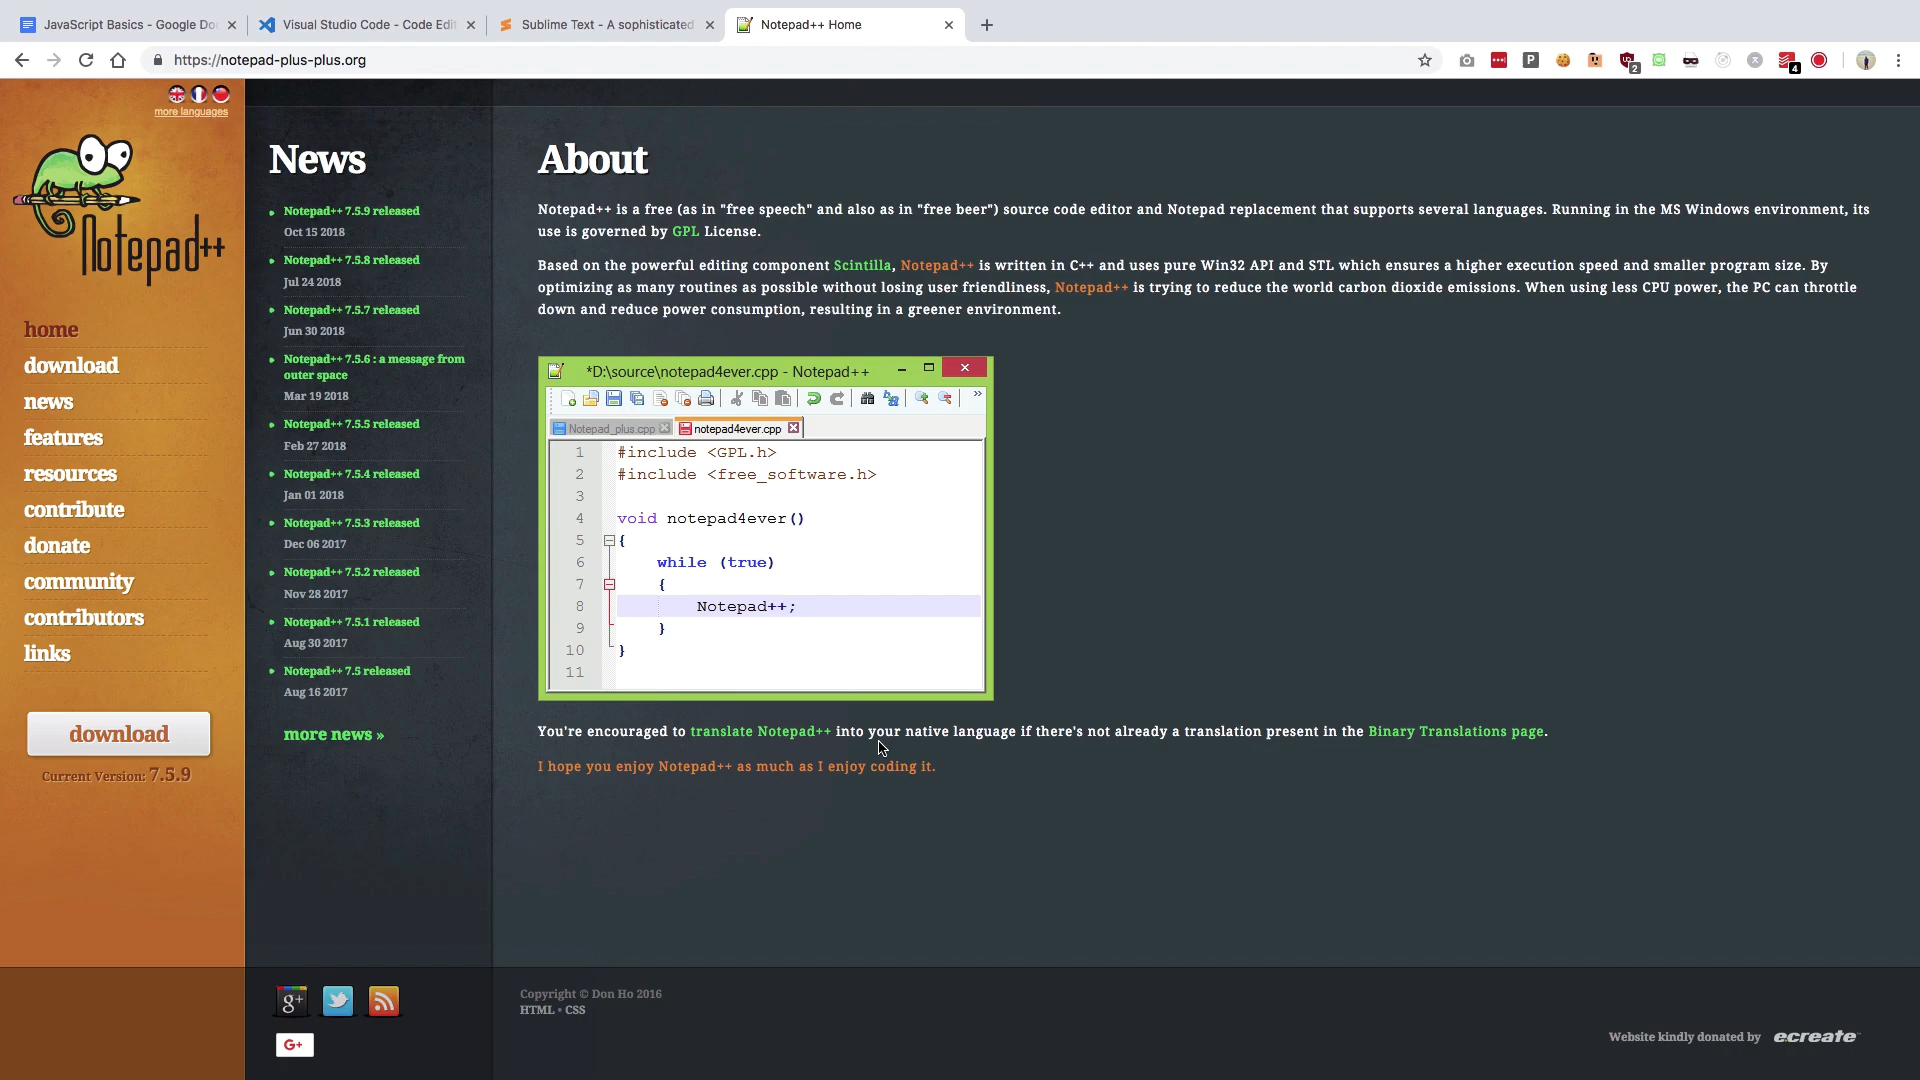 JavaScript Basics - Google Do
Visual Studio Code - Code Edit
Sublime Text - A sophisticated
Notepad++ Home
https://notepad-plus-plus.org
P
2
4
more languages
Notepad++
home
download
news
features
resources
contribute
donate
community
contributors
links
download
Current Version: 7.5.9
News
Notepad++ 7.5.9 released
Oct 15 2018
Notepad++ 7.5.8 released
Jul 24 2018
Notepad++ 7.5.7 released
Jun 30 2018
Notepad++ 7.5.6 : a message from
outer space
Mar 19 2018
Notepad++ 7.5.5 released
Feb 27 2018
Notepad++ 7.5.4 released
Jan 01 2018
Notepad++ 7.5.3 released
Dec 06 2017
Notepad++ 7.5.2 released
Nov 28 2017
Notepad++ 7.5.1 released
Aug 30 2017
Notepad++ 7.5 released
Aug 16 2017
more news »
About
Notepad++ is a free (as in "free speech" and also as in "free beer") source code editor and Notepad replacement that supports several languages. Running in the MS Windows environment, its
use is governed by GPL License.
Based on the powerful editing component Scintilla, Notepad++ is written in C++ and uses pure Win32 API and STL which ensures a higher execution speed and smaller program size. By
optimizing as many routines as possible without losing user friendliness, Notepad++ is trying to reduce the world carbon dioxide emissions. When using less CPU power, the PC can throttle
down and reduce power consumption, resulting in a greener environment.
*D:\source\notepad4ever.cpp - Notepad++
Notepad_plus.cpp
notepad4ever.cpp
1 #include <GPL.h>
2 #include <free_software.h>
3
4 void notepad4ever()
5 {
6 while (true)
7 {
8 Notepad++;
9 }
10 }
11
You're encouraged to translate Notepad++ into your native language if there's not already a translation present in the Binary Translations page.
I hope you enjoy Notepad++ as much as I enjoy coding it.
g+
G+
Copyright © Don Ho 2016
HTML - CSS
Website kindly donated by ecreate